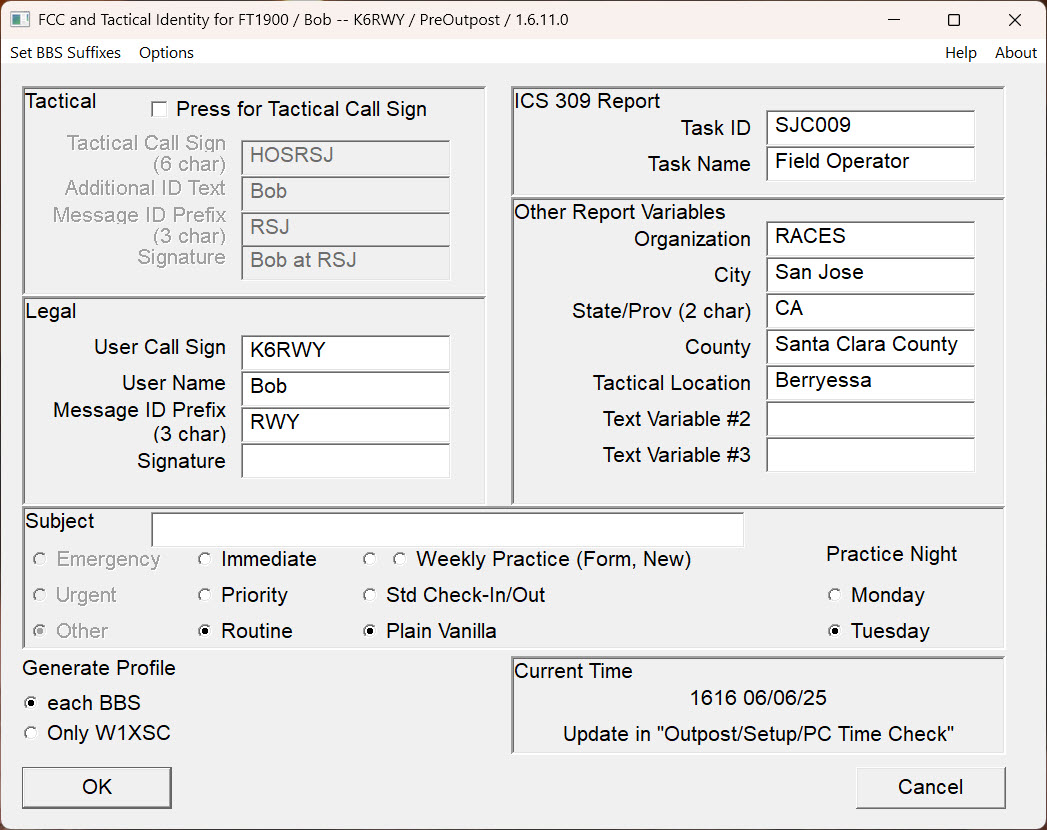 FCC and Tactical Identity for FT1900 / Bob -- K6RWY / PreOutpost / 1.6.11.0
Set BBS Suffixes Options Help About
Tactical
Press for Tactical Call Sign
Tactical Call Sign
(6 char)
HOSRSJ
Additional ID Text
Bob
Message ID Prefix
(3 char)
RSJ
Signature
Bob at RSJ
Legal
User Call Sign
K6RWY
User Name
Bob
Message ID Prefix
(3 char)
RWY
Signature
ICS 309 Report
Task ID
SJC009
Task Name
Field Operator
Other Report Variables
Organization
RACES
City
San Jose
State/Prov (2 char)
CA
County
Santa Clara County
Tactical Location
Berryessa
Text Variable #2
Text Variable #3
Subject
Emergency
Immediate
Weekly Practice (Form, New)
Urgent
Priority
Std Check-In/Out
Other
Routine
Plain Vanilla
Practice Night
Monday
Tuesday
Generate Profile
each BBS
Only W1XSC
Current Time
1616 06/06/25
Update in "Outpost/Setup/PC Time Check"
OK
Cancel